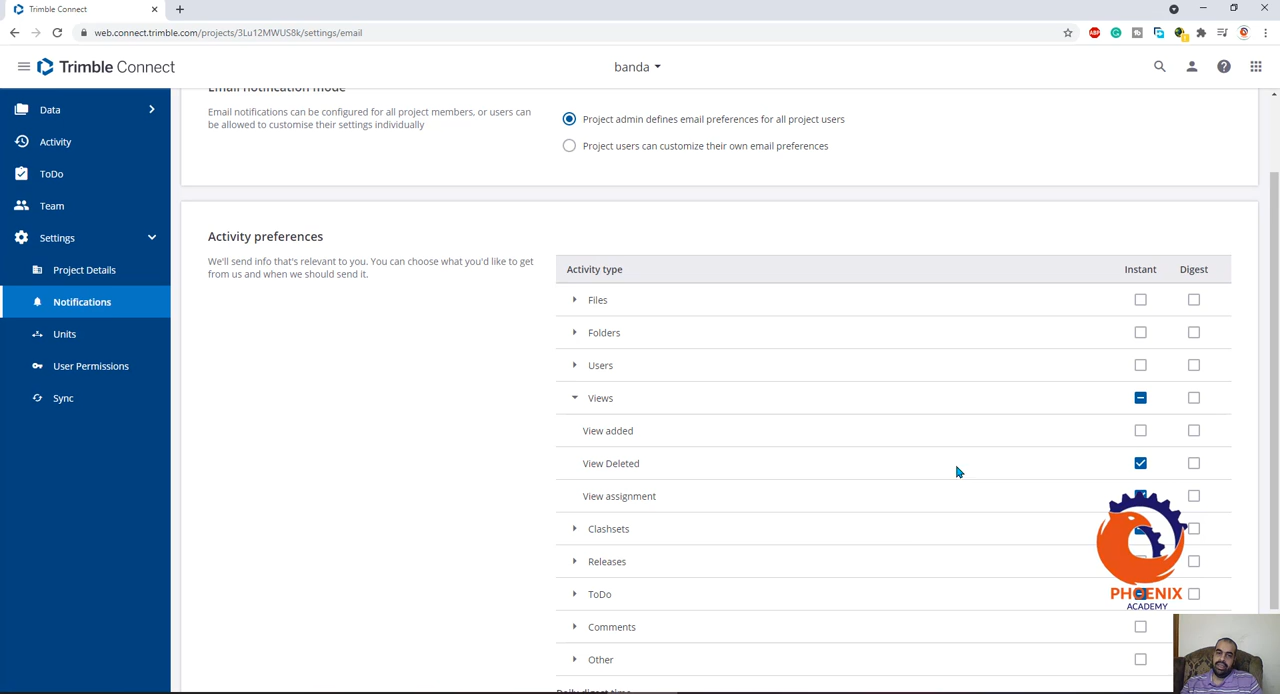 Trimble Connect
web.connect.trimble.com/projects/3Lu12MWUS8k/settings/email
Trimble Connect
banda
Data
Activity
ToDo
Team
Settings
Project Details
Notifications
Units
User Permissions
Sync
Email notification mode
Email notifications can be configured for all project members, or users can
be allowed to customise their settings individually
Project admin defines email preferences for all project users
Project users can customize their own email preferences
Activity preferences
We'll send info that's relevant to you. You can choose what you'd like to get
from us and when we should send it.
Activity type Instant Digest
Files
Folders
Users
Views
View added
View Deleted
View assignment
Clashsets
Releases
ToDo
Comments
Other
Daily digest time
PHOENIX
ACADEMY